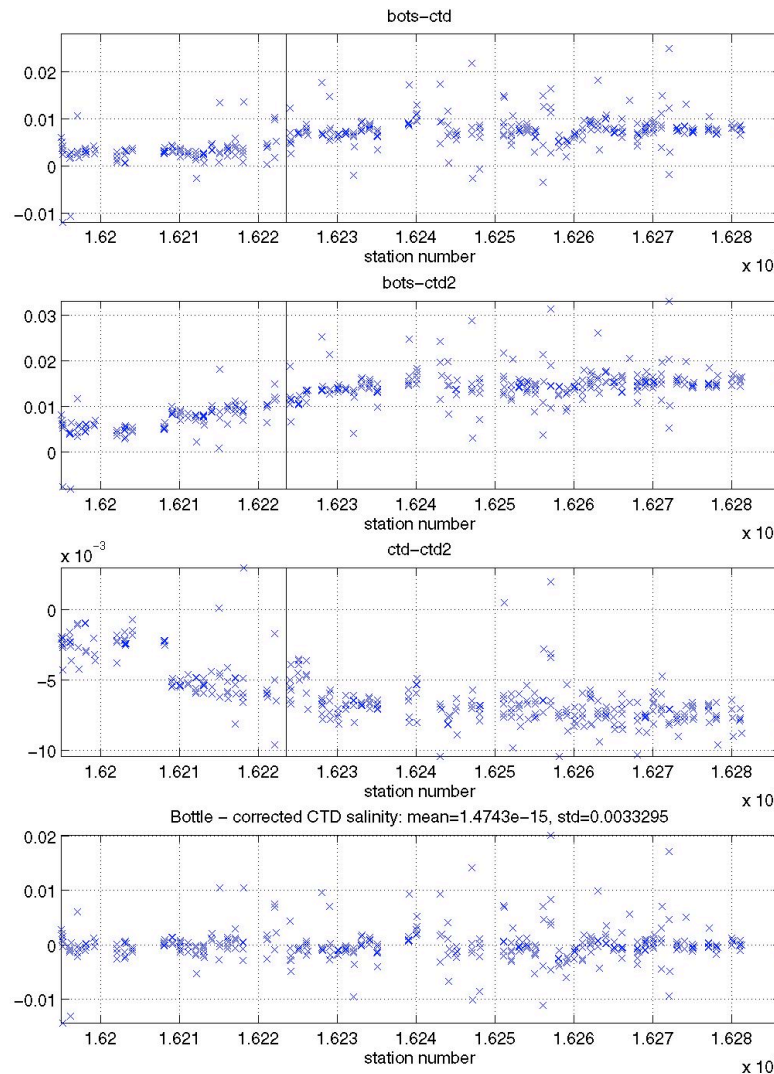 bots-ctd
0.02
0.01
0
−0.01
1.62 1.621 1.622 1.623 1.624 1.625 1.626 1.627 1.628
station number
x 10
bots-ctd2
0.03
0.02
0.01
0
1.62 1.621 1.622 1.623 1.624 1.625 1.626 1.627 1.628
station number
x 10
x 10⁻³
ctd-ctd2
0
−5
−10
1.62 1.621 1.622 1.623 1.624 1.625 1.626 1.627 1.628
station number
x 10
Bottle − corrected CTD salinity: mean=1.4743e−15, std=0.0033295
0.02
0.01
0
−0.01
1.62 1.621 1.622 1.623 1.624 1.625 1.626 1.627 1.628
station number
x 10